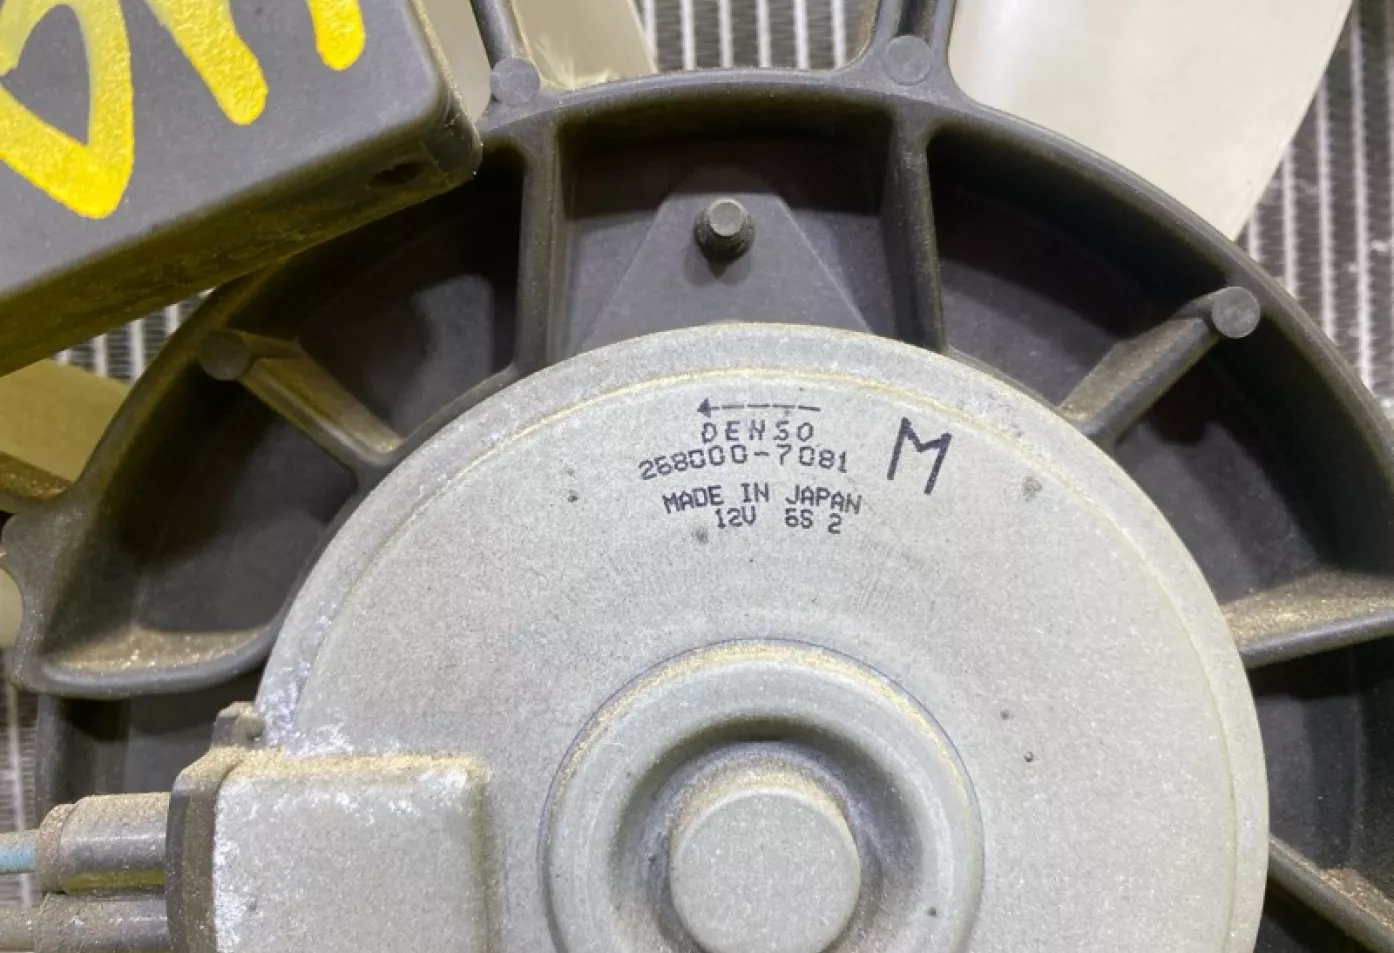 DENSO
268000-7081
M
MADE IN JAPAN
12V 6S 2